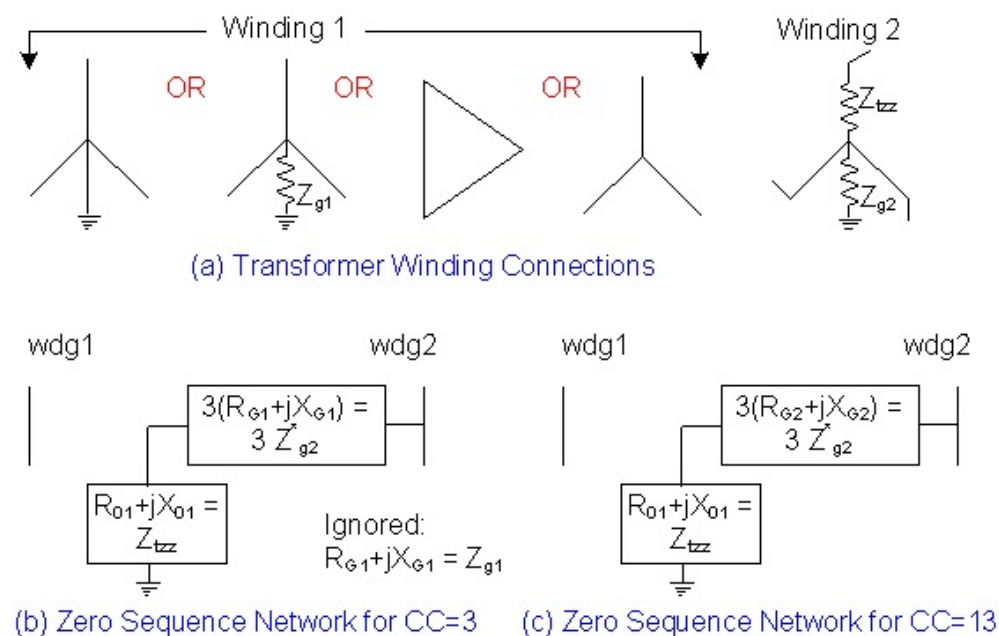 Winding 1
Winding 2
OR
OR
OR
Ztzz
Zg1
Zg2
(a) Transformer Winding Connections
wdg1
wdg2
wdg1
wdg2
3(RG1+jXG1) =
3 Zg2
3(RG2+jXG2) =
3 Zg2
R01+jX01 =
Ztzz
Ignored:
RG1+jXG1 = Zg1
R01+jX01 =
Ztzz
(b) Zero Sequence Network for CC=3
(c) Zero Sequence Network for CC=13